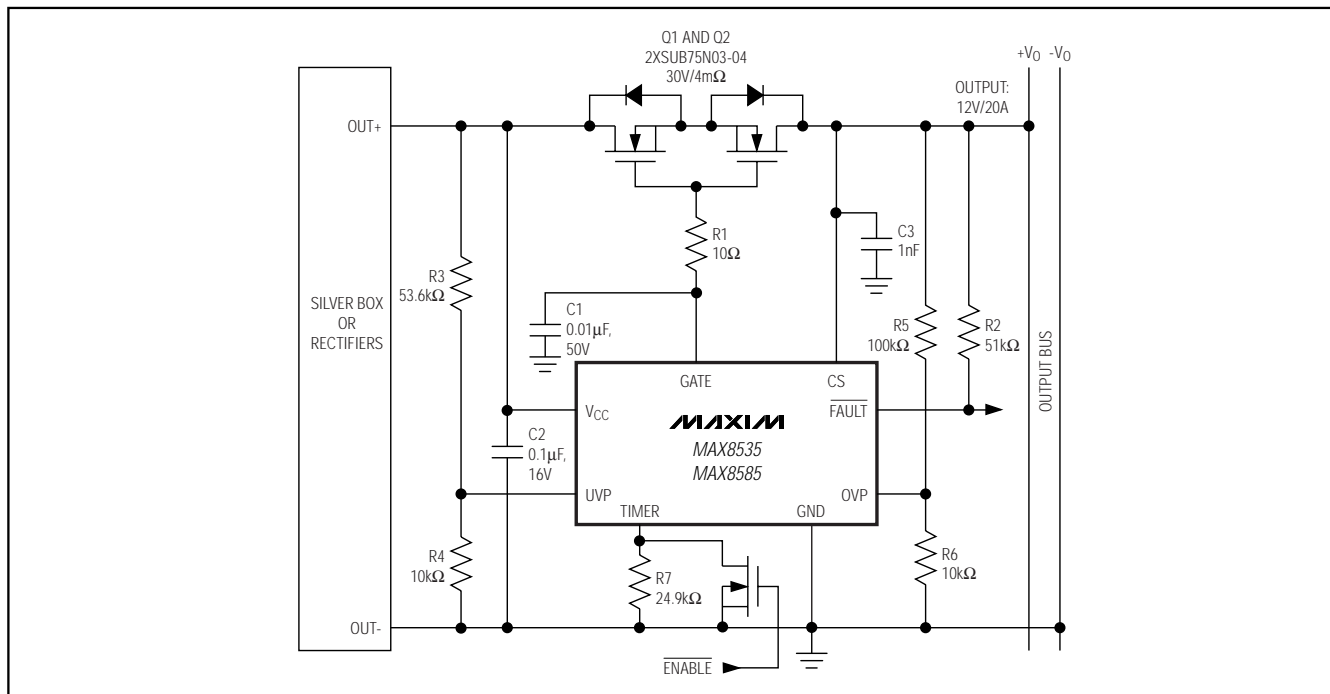 Q1 AND Q2
2XSUB75N03-04
30V/4mΩ
+VO -VO
OUTPUT:
12V/20A
OUT+
R1
10Ω
C3
1nF
R3
53.6kΩ
SILVER BOX
OR
RECTIFIERS
C1
0.01µF,
50V
R5
100kΩ
R2
51kΩ
OUTPUT BUS
GATE
CS
VCC
FAULT
MAXIM
MAX8535
MAX8585
C2
0.1µF,
16V
UVP
OVP
TIMER
GND
R4
10kΩ
R7
24.9kΩ
R6
10kΩ
OUT-
ENABLE